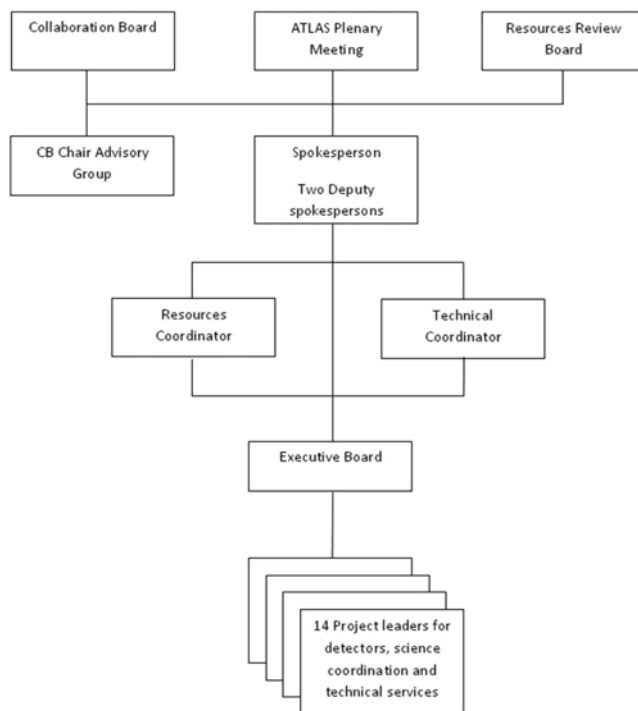 Collaboration Board
ATLAS Plenary
Meeting
Resources Review
Board
CB Chair Advisory
Group
Spokesperson
Two Deputy
spokespersons
Resources
Coordinator
Technical
Coordinator
Executive Board
14 Project leaders for
detectors, science
coordination and
technical services